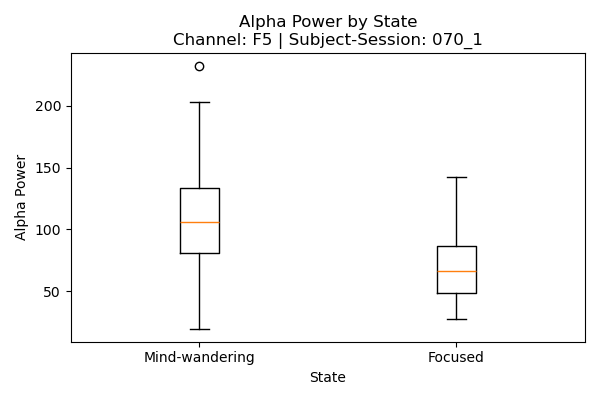 Alpha Power by State
Channel: F5 | Subject-Session: 070_1
200
150
100
50
Alpha Power
Mind-wandering
Focused
State